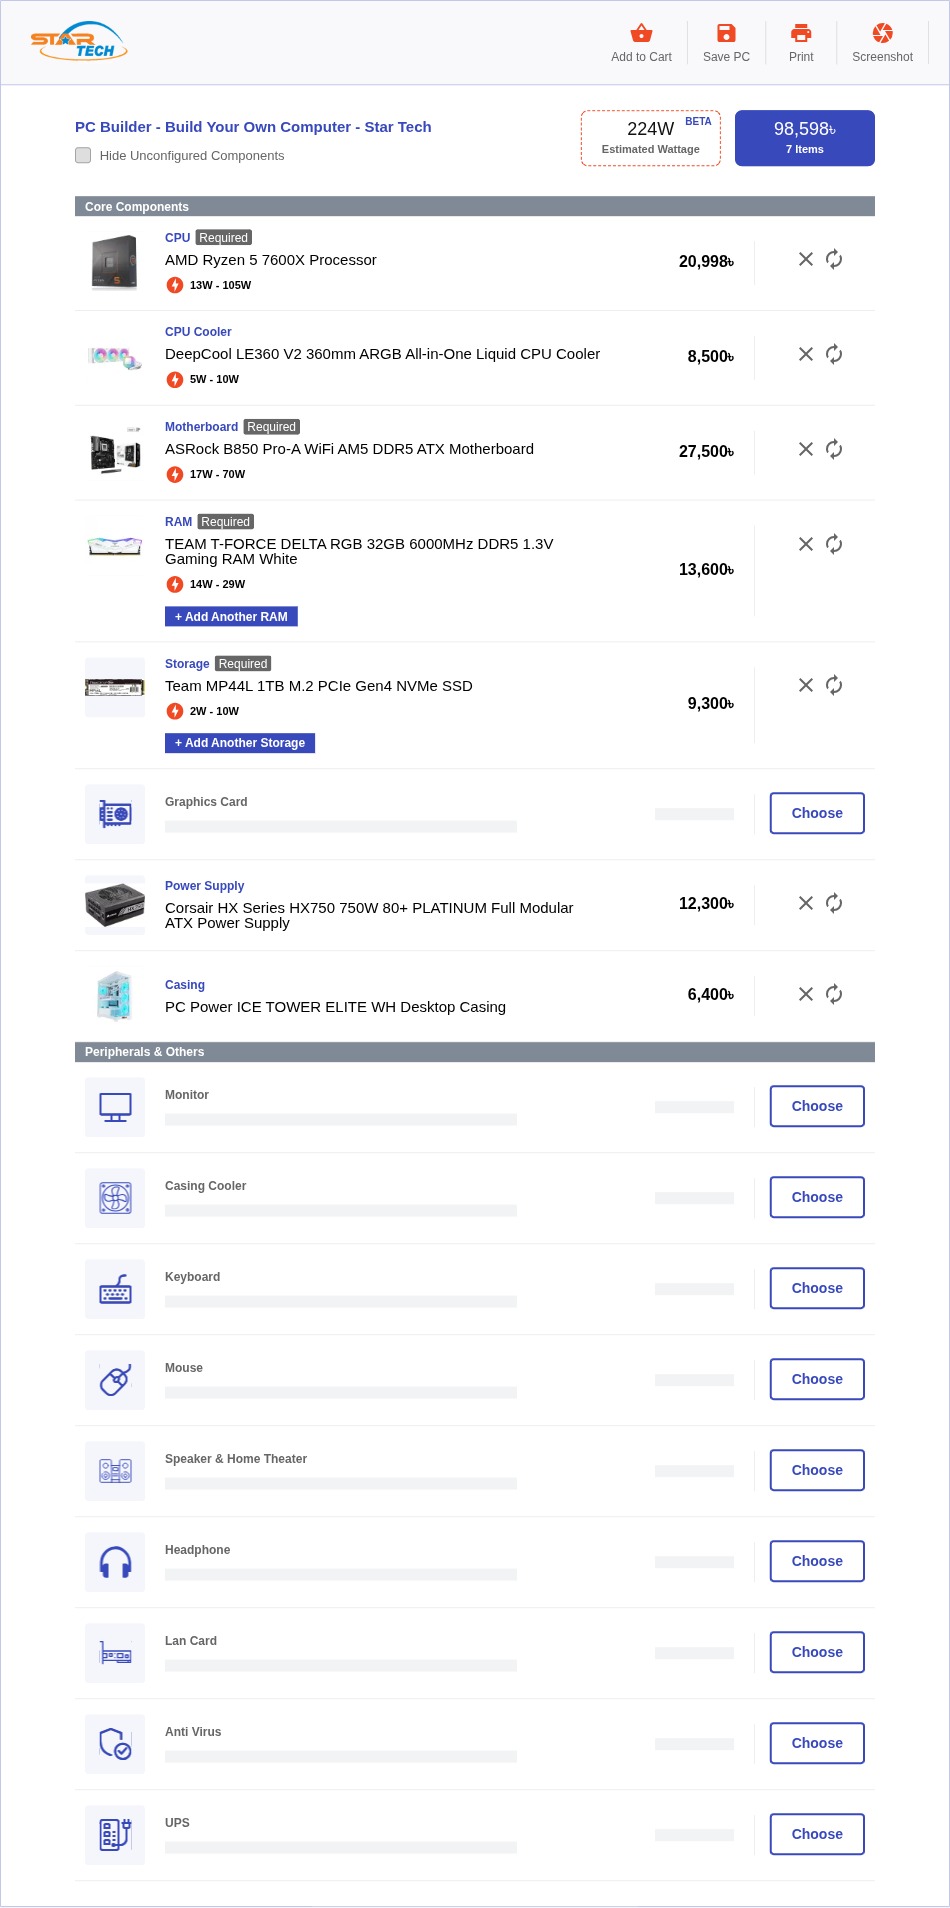 STAR
TECH
Add to Cart
Save PC
Print
Screenshot
PC Builder - Build Your Own Computer - Star Tech
Hide Unconfigured Components
224W BETA
Estimated Wattage
98,598৳
7 Items
Core Components
CPU Required
AMD Ryzen 5 7600X Processor
13W - 105W
20,998৳
CPU Cooler
DeepCool LE360 V2 360mm ARGB All-in-One Liquid CPU Cooler
5W - 10W
8,500৳
Motherboard Required
ASRock B850 Pro-A WiFi AM5 DDR5 ATX Motherboard
17W - 70W
27,500৳
RAM Required
TEAM T-FORCE DELTA RGB 32GB 6000MHz DDR5 1.3V
Gaming RAM White
14W - 29W
13,600৳
+ Add Another RAM
Storage Required
Team MP44L 1TB M.2 PCIe Gen4 NVMe SSD
2W - 10W
9,300৳
+ Add Another Storage
Graphics Card
Choose
Power Supply
Corsair HX Series HX750 750W 80+ PLATINUM Full Modular
ATX Power Supply
12,300৳
Casing
PC Power ICE TOWER ELITE WH Desktop Casing
6,400৳
Peripherals & Others
Monitor
Choose
Casing Cooler
Choose
Keyboard
Choose
Mouse
Choose
Speaker & Home Theater
Choose
Headphone
Choose
Lan Card
Choose
Anti Virus
Choose
UPS
Choose